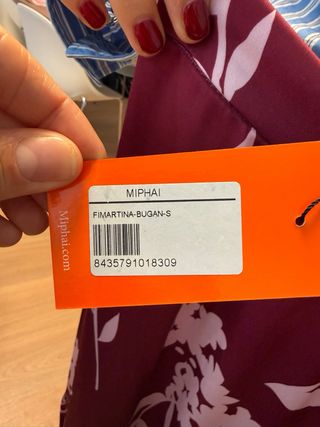 MIPHAI
FIMARTINA-BUGAN-S
8435791018309
Miphai.com